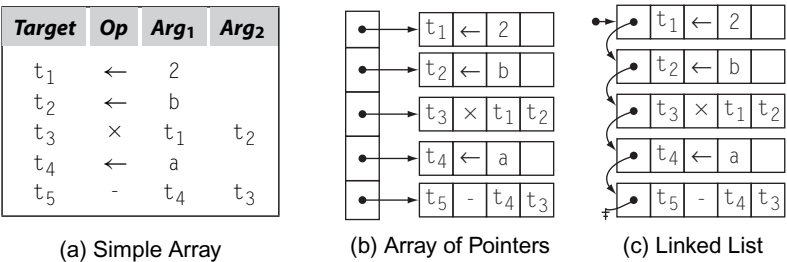 Target Op Arg₁ Arg₂
t₁ ← 2
t₂ ← b
t₃ × t₁ t₂
t₄ ← a
t₅ - t₄ t₃
(a) Simple Array
t₁ ← 2
t₂ ← b
t₃ × t₁ t₂
t₄ ← a
t₅ - t₄ t₃
(b) Array of Pointers
t₁ ← 2
t₂ ← b
t₃ × t₁ t₂
t₄ ← a
t₅ - t₄ t₃
(c) Linked List